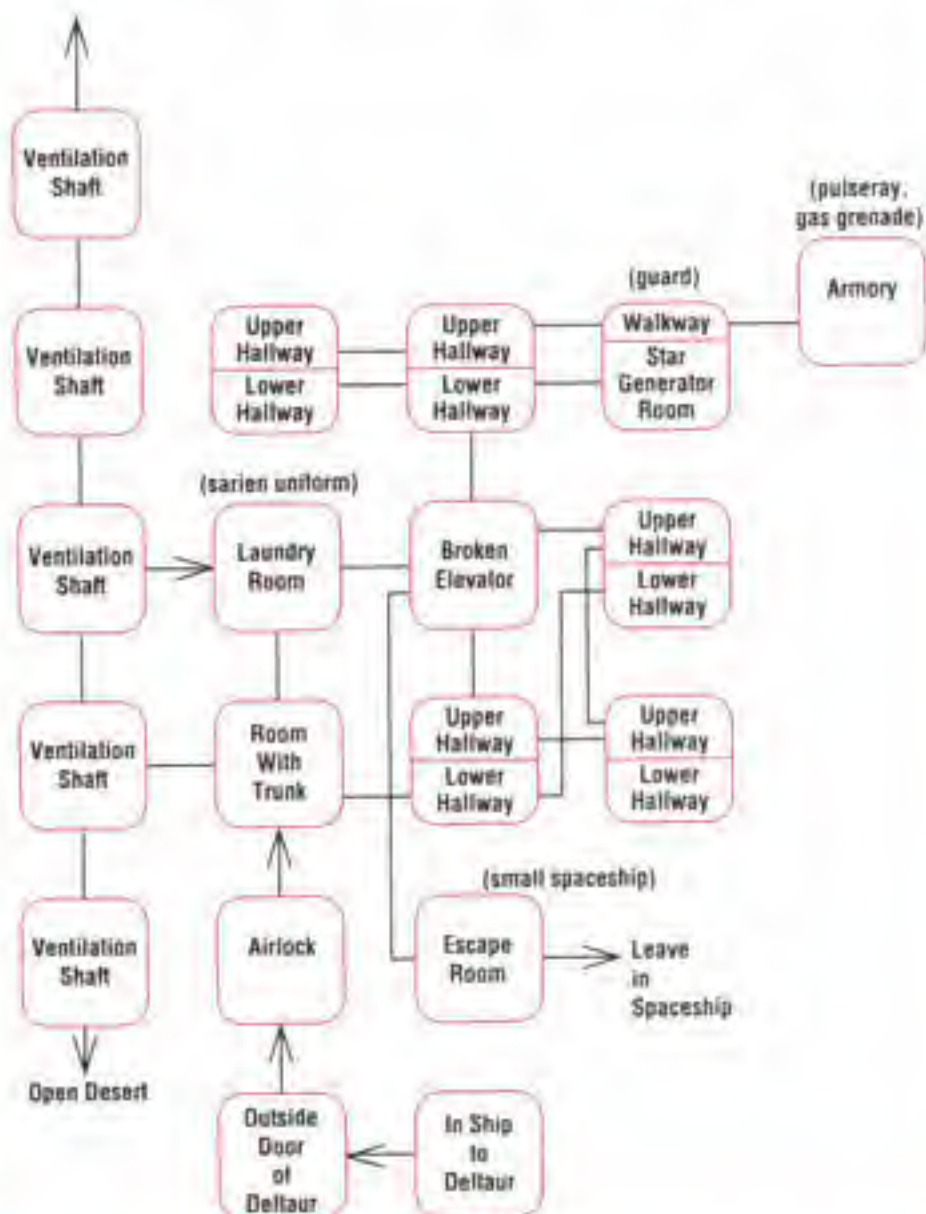 Ventilation
Shaft
(pulseray,
gas grenade)
Armory
(guard)
Ventilation
Shaft
Upper
Hallway
Lower
Hallway
Upper
Hallway
Lower
Hallway
Walkway
Star
Generator
Room
(sarien uniform)
Ventilation
Shaft
Laundry
Room
Broken
Elevator
Upper
Hallway
Lower
Hallway
Ventilation
Shaft
Room
With
Trunk
Upper
Hallway
Lower
Hallway
Upper
Hallway
Lower
Hallway
(small spaceship)
Ventilation
Shaft
Airlock
Escape
Room
Leave
in
Spaceship
Open Desert
Outside
Door
of
Deltaur
In Ship
to
Deltaur